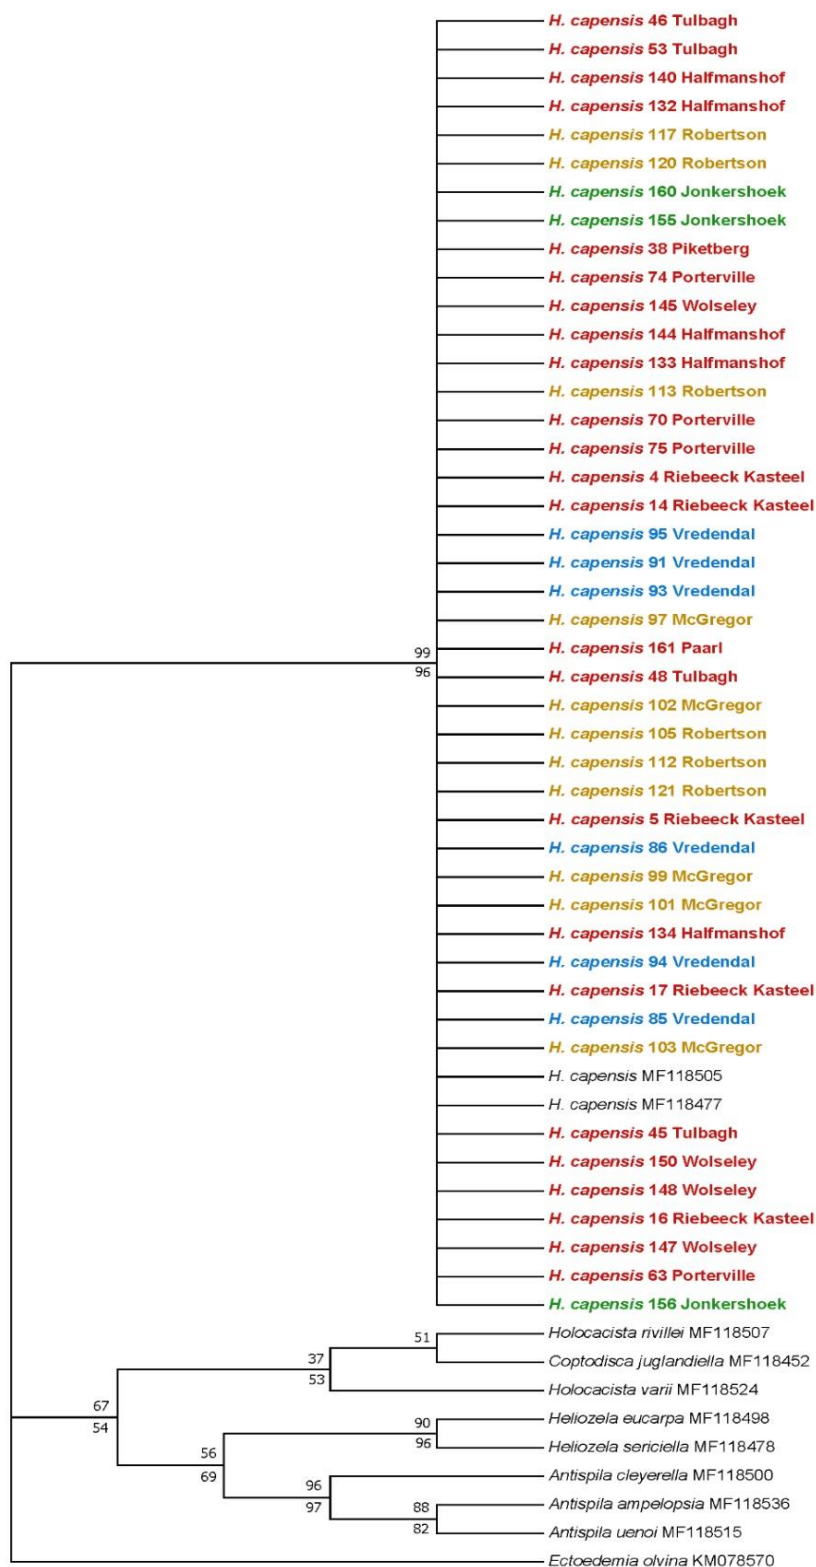 H. capensis 46 Tulbagh
H. capensis 53 Tulbagh
H. capensis 140 Halfmanshof
H. capensis 132 Halfmanshof
H. capensis 117 Robertson
H. capensis 120 Robertson
H. capensis 160 Jonkershoek
H. capensis 155 Jonkershoek
H. capensis 38 Piketberg
H. capensis 74 Porterville
H. capensis 145 Wolseley
H. capensis 144 Halfmanshof
H. capensis 133 Halfmanshof
H. capensis 113 Robertson
H. capensis 70 Porterville
H. capensis 75 Porterville
H. capensis 4 Riebeeck Kasteel
H. capensis 14 Riebeeck Kasteel
H. capensis 95 Vredendal
H. capensis 91 Vredendal
H. capensis 93 Vredendal
H. capensis 97 McGregor
99
H. capensis 161 Paarl
96
H. capensis 48 Tulbagh
H. capensis 102 McGregor
H. capensis 105 Robertson
H. capensis 112 Robertson
H. capensis 121 Robertson
H. capensis 5 Riebeeck Kasteel
H. capensis 86 Vredendal
H. capensis 99 McGregor
H. capensis 101 McGregor
H. capensis 134 Halfmanshof
H. capensis 94 Vredendal
H. capensis 17 Riebeeck Kasteel
H. capensis 85 Vredendal
H. capensis 103 McGregor
H. capensis MF118505
H. capensis MF118477
H. capensis 45 Tulbagh
H. capensis 150 Wolseley
H. capensis 148 Wolseley
H. capensis 16 Riebeeck Kasteel
H. capensis 147 Wolseley
H. capensis 63 Porterville
H. capensis 156 Jonkershoek
51
Holocacista rivillei MF118507
37
Coptodisca juglandiella MF118452
53
Holocacista varii MF118524
67
54
90
Heliozela eucarpa MF118498
96
Heliozela sericiella MF118478
56
69
96
Antispila cleyerella MF118500
97
88
Antispila ampelopsia MF118536
82
Antispila uenoi MF118515
Ectoedemia olvina KM078570